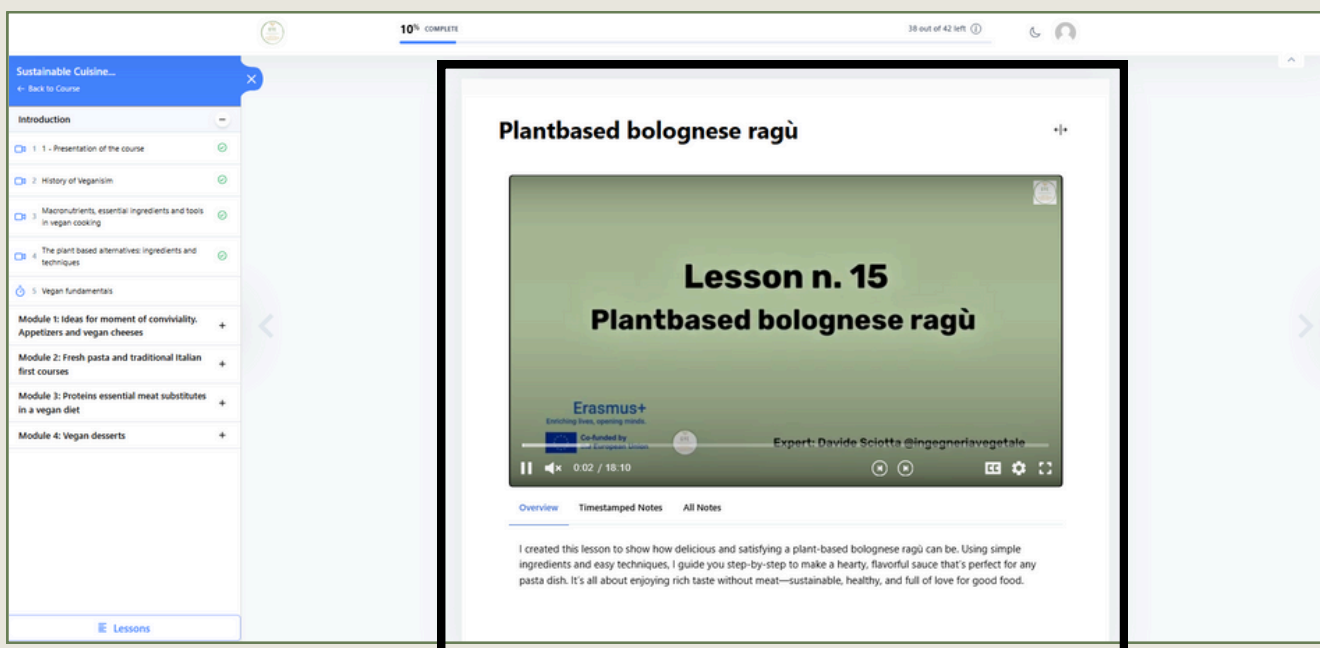 10% COMPLETE
38 out of 42 left
Sustainable Cuisine...
← Back to Course
Introduction
1 1 - Presentation of the course
2 History of Veganisim
3 Macronutrients, essential ingredients and tools
in vegan cooking
4 The plant based alternatives: ingredients and
techniques
5 Vegan fundamentals
Module 1: Ideas for moment of conviviality.
Appetizers and vegan cheeses
Module 2: Fresh pasta and traditional Italian
first courses
Module 3: Proteins essential meat substitutes
in a vegan diet
Module 4: Vegan desserts
Lessons
Plantbased bolognese ragù
Lesson n. 15
Plantbased bolognese ragù
Erasmus+
Enriching lives, opening minds.
Co-funded by
European Union
Expert: Davide Sciotta @ingegneriavegetale
0:02 / 18:10
CC
Overview Timestamped Notes All Notes
I created this lesson to show how delicious and satisfying a plant-based bolognese ragù can be. Using simple
ingredients and easy techniques, I guide you step-by-step to make a hearty, flavorful sauce that's perfect for any
pasta dish. It's all about enjoying rich taste without meat—sustainable, healthy, and full of love for good food.